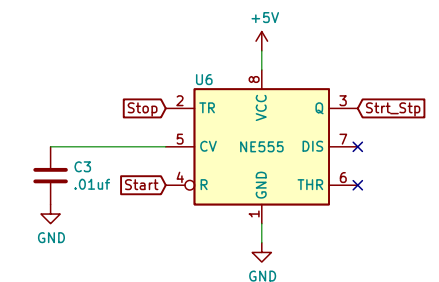 +5V
U6
8
VCC
Stop 2 TR
Q 3 Strt_Stp
5 CV
NE555
DIS 7
C3
.01uf
Start 4 R
THR 6
GND
1
GND
GND